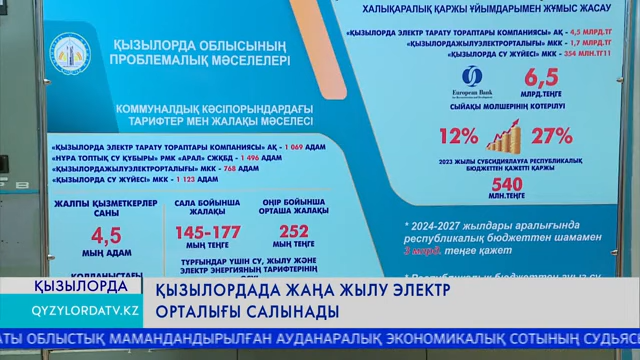 ҚЫЗЫЛОРДА ОБЛЫСЫНЫҢ
ПРОБЛЕМАЛЫҚ МӘСЕЛЕЛЕРІ
КОММУНАЛДЫҚ КӘСІПОРЫНДАРДАҒЫ
ТАРИФТЕР МЕН ЖАЛАҚЫ МӘСЕЛЕСІ
«ҚЫЗЫЛОРДА ЭЛЕКТР ТАРАТУ ТОРАПТАРЫ КОМПАНИЯСЫ» АҚ - 1 069 АДАМ
«НҰРА ТОПТЫҚ СУ ҚҰБЫРЫ» РМК «АРАЛ» СЖҚБД - 1 496 АДАМ
«ҚЫЗЫЛОРДАЖЫЛУЭЛЕКТРОРТАЛЫҒЫ» МКК - 768 АДАМ
«ҚЫЗЫЛОРДА СУ ЖҮЙЕСІ» МКК - 1 123 АДАМ
ЖАЛПЫ ҚЫЗМЕТКЕРЛЕР
САНЫ
4,5
МЫҢ АДАМ
САЛА БОЙЫНША
ЖАЛАҚЫ
145-177
МЫҢ ТЕҢГЕ
ӨҢІР БОЙЫНША
ОРТАША ЖАЛАҚЫ
252
МЫҢ ТЕҢГЕ
ТҰРҒЫНДАР ҮШІН СУ, ЖЫЛУ ЖӘНЕ
ЭЛЕКТР ЭНЕРГИЯНЫҢ ТАРИФТЕРІНІҢ
ХАЛЫҚАРАЛЫҚ ҚАРЖЫ ҰЙЫМДАРЫМЕН ЖҰМЫС ЖАСАУ
«ҚЫЗЫЛОРДА ЭЛЕКТР ТАРАТУ ТОРАПТАРЫ КОМПАНИЯСЫ» АҚ - 4,5 МЛРД.ТГ
«ҚЫЗЫЛОРДАЖЫЛУЭЛЕКТРОРТАЛЫҒЫ» МКК - 1,7 МЛРД.ТГ
«ҚЫЗЫЛОРДА СУ ЖҮЙЕСІ» МКК - 354 МЛН.ТГ
European Bank
6,5
МЛРД.ТЕҢГЕ
СЫЙАҚЫ МӨЛШЕРІНІҢ КӨТЕРІЛУІ
12%
27%
2023 ЖЫЛЫ СУБСИДИЯЛАУҒА РЕСПУБЛИКАЛЫҚ
БЮДЖЕТТЕН ҚАЖЕТТІ ҚАРЖЫ
540
МЛН.ТЕҢГЕ
* 2024-2027 жылдары аралығында
республикалық бюджеттен шамамен
3 млрд. теңге қажет
ҚЫЗЫЛОРДА
QYZYLORDATV.KZ
ҚЫЗЫЛОРДАДА ЖАҢА ЖЫЛУ ЭЛЕКТР
ОРТАЛЫҒЫ САЛЫНАДЫ
АТЫ ОБЛЫСТЫҚ МАМАНДАНДЫРЫЛҒАН АУДАНАРАЛЫҚ ЭКОНОМИКАЛЫҚ СОТЫНЫҢ СУДЬЯСЫ